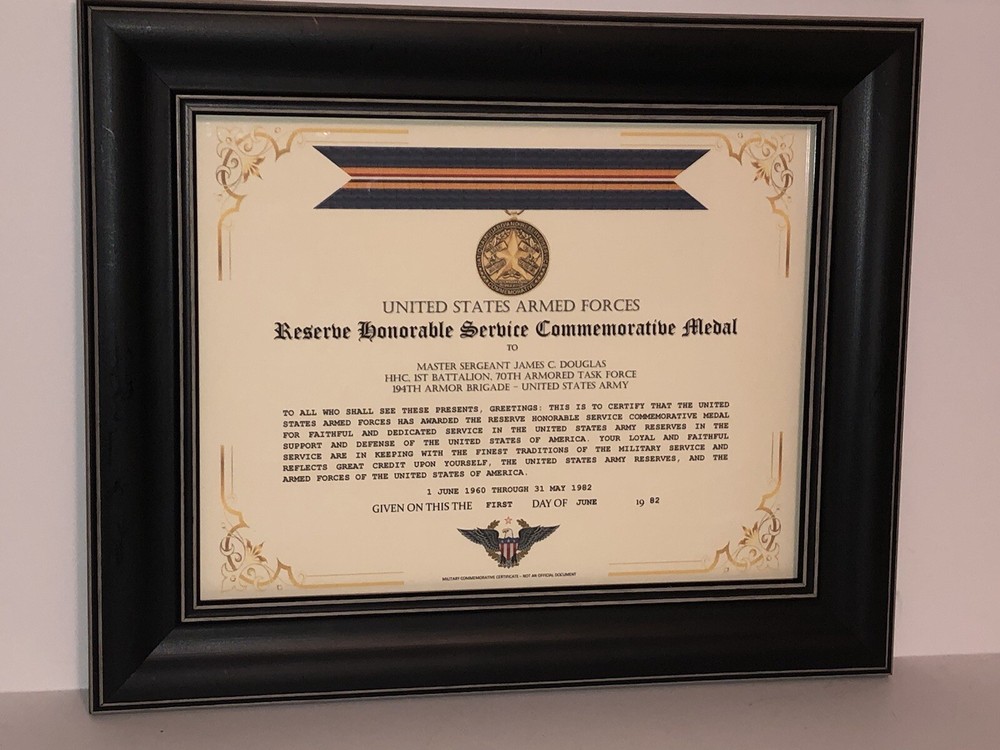 UNITED STATES ARMED FORCES
Reserve Honorable Service Commemorative Medal
TO
MASTER SERGEANT JAMES C. DOUGLAS
HHC, 1ST BATTALION, 70TH ARMORED TASK FORCE
194TH ARMOR BRIGADE - UNITED STATES ARMY
TO ALL WHO SHALL SEE THESE PRESENTS, GREETINGS: THIS IS TO CERTIFY THAT THE UNITED
STATES ARMED FORCES HAS AWARDED THE RESERVE HONORABLE SERVICE COMMEMORATIVE MEDAL
FOR FAITHFUL AND DEDICATED SERVICE IN THE UNITED STATES ARMY RESERVES IN THE
SUPPORT AND DEFENSE OF THE UNITED STATES OF AMERICA. YOUR LOYAL AND FAITHFUL
SERVICE ARE IN KEEPING WITH THE FINEST TRADITIONS OF THE MILITARY SERVICE AND
REFLECTS GREAT CREDIT UPON YOURSELF, THE UNITED STATES ARMY RESERVES, AND THE
ARMED FORCES OF THE UNITED STATES OF AMERICA.
1 JUNE 1960 THROUGH 31 MAY 1982
GIVEN ON THIS THE FIRST DAY OF JUNE 19 82
MILITARY COMMEMORATIVE CERTIFICATE - NOT AN OFFICIAL DOCUMENT